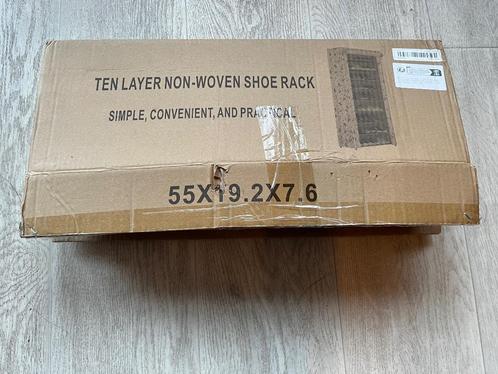 TEN LAYER NON-WOVEN SHOE RACK
SIMPLE, CONVENIENT, AND PRACTICAL
55X19.2X7.6